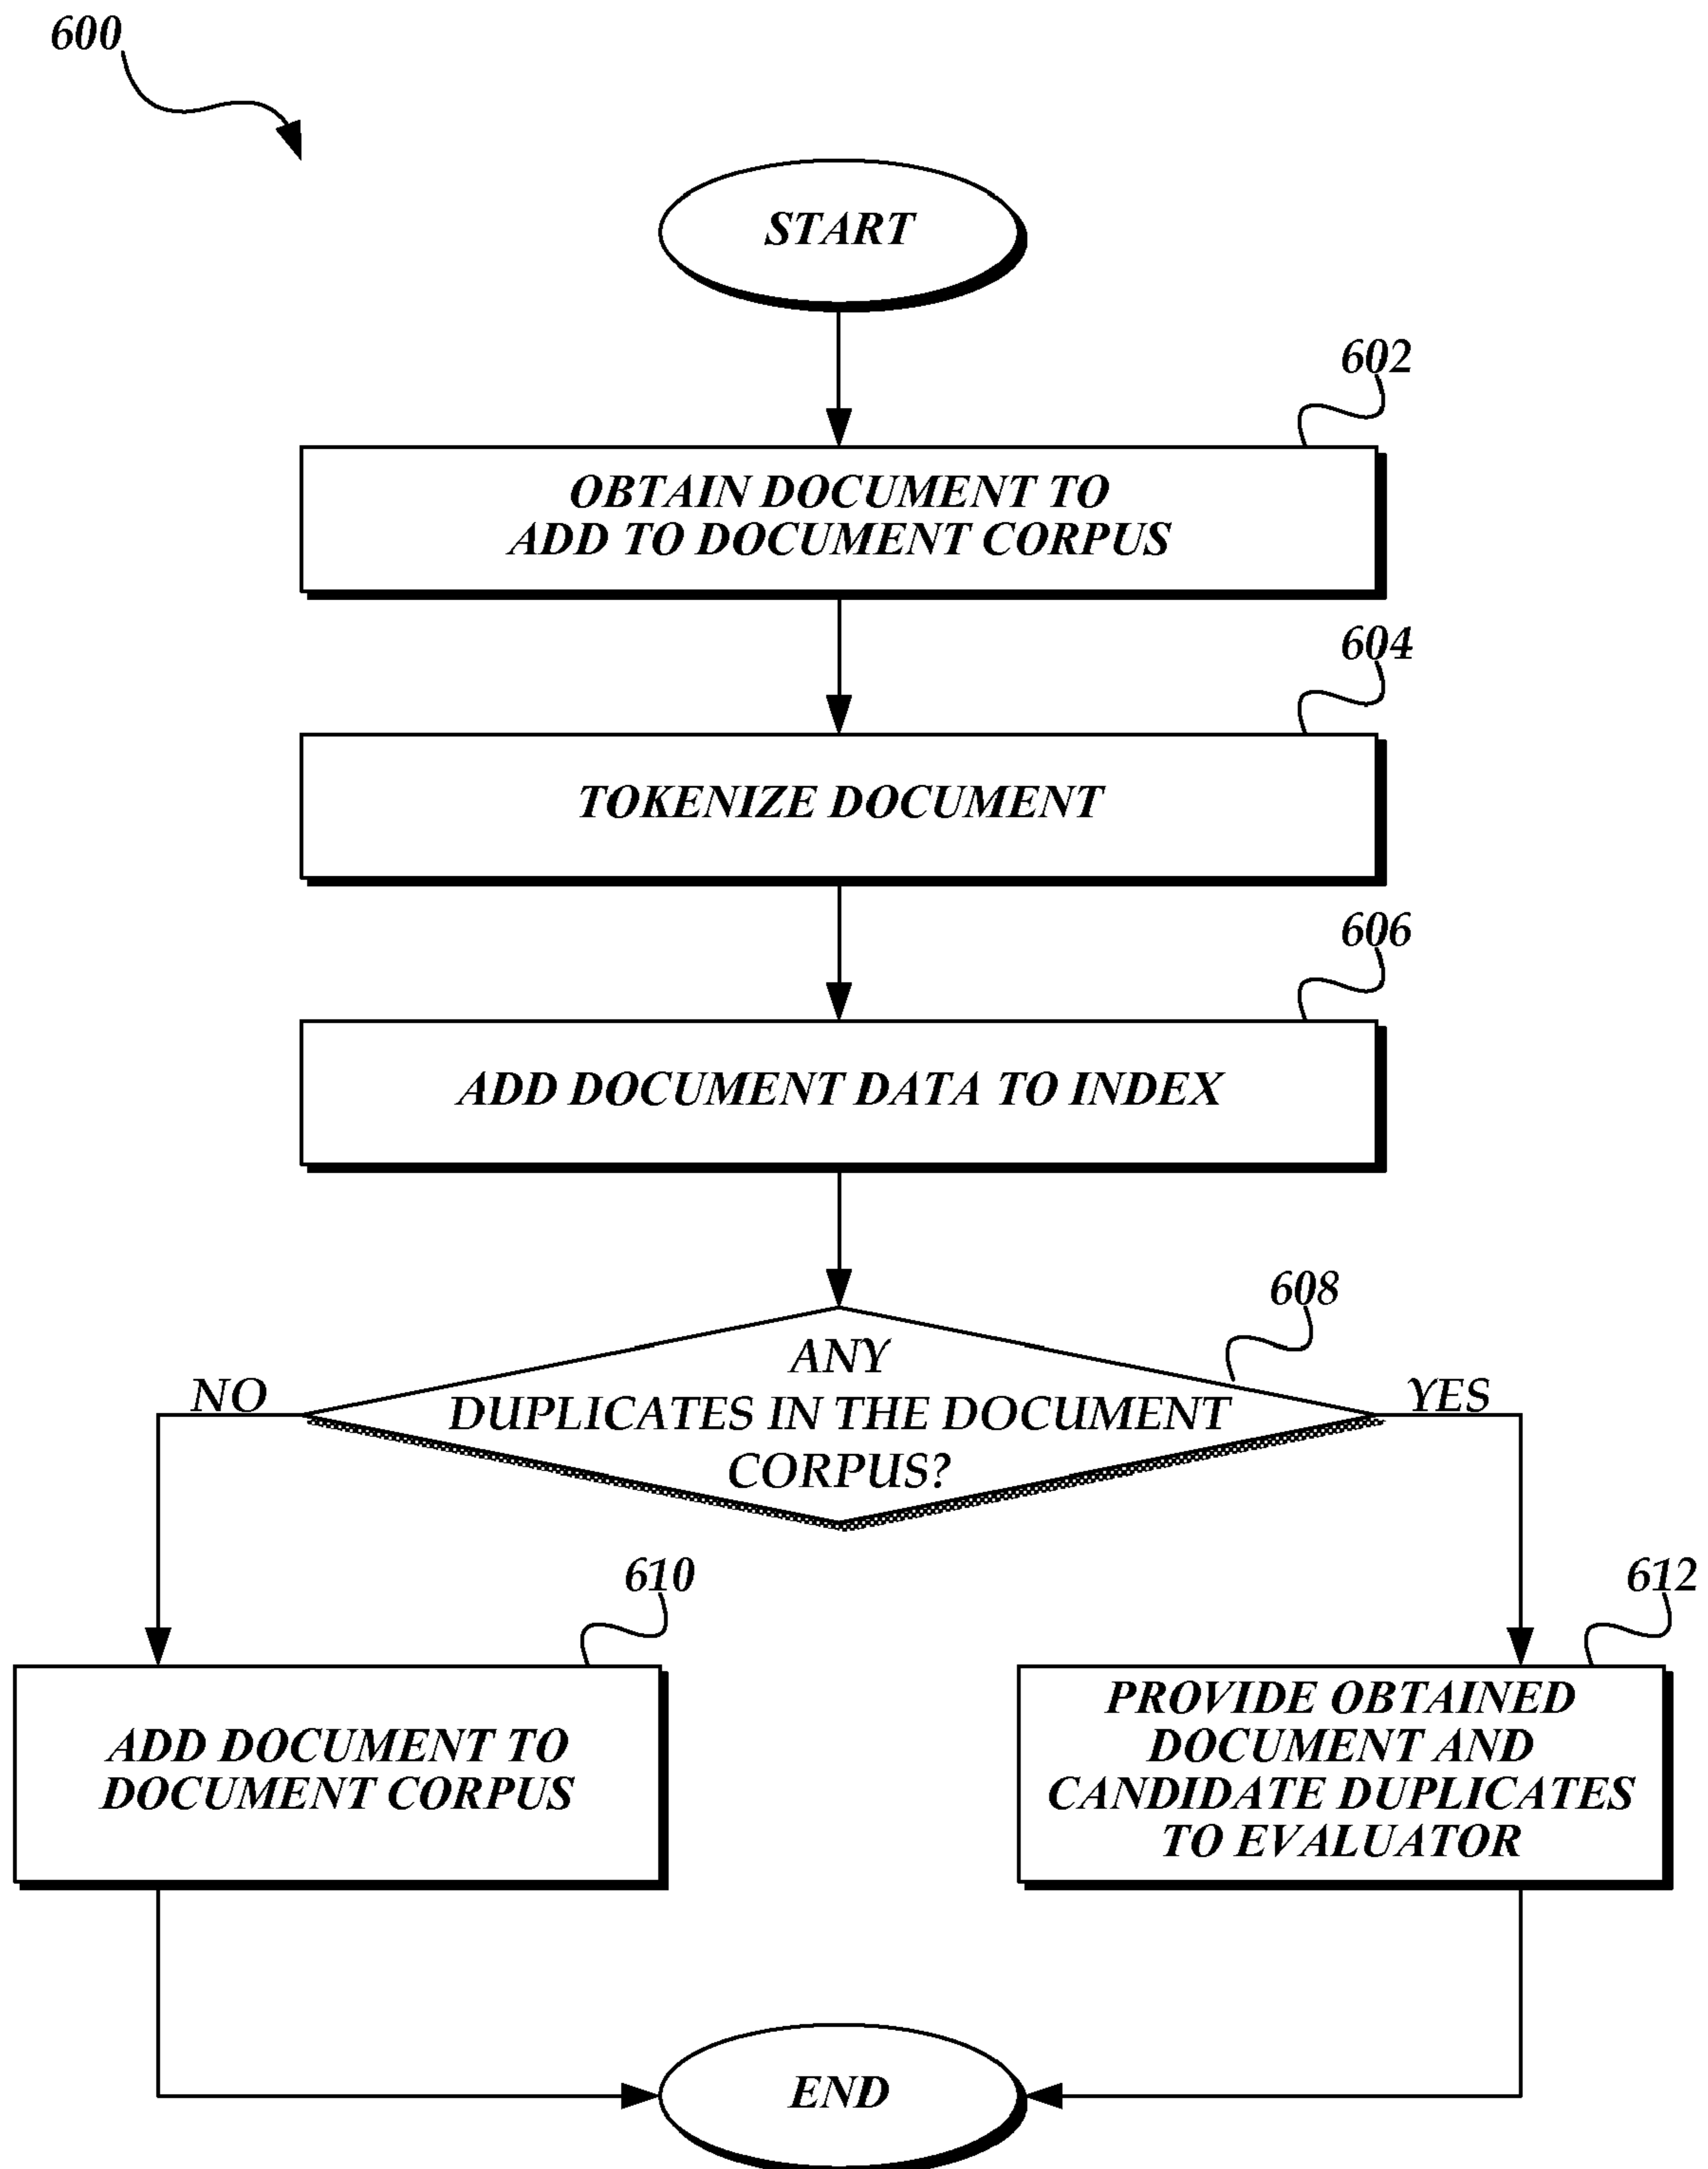 600
START
602
OBTAIN DOCUMENT TO
ADD TO DOCUMENT CORPUS
604
TOKENIZE DOCUMENT
606
ADD DOCUMENT DATA TO INDEX
608
ANY
DUPLICATES IN THE DOCUMENT
CORPUS?
NO
YES
610
ADD DOCUMENT TO
DOCUMENT CORPUS
612
PROVIDE OBTAINED
DOCUMENT AND
CANDIDATE DUPLICATES
TO EVALUATOR
END